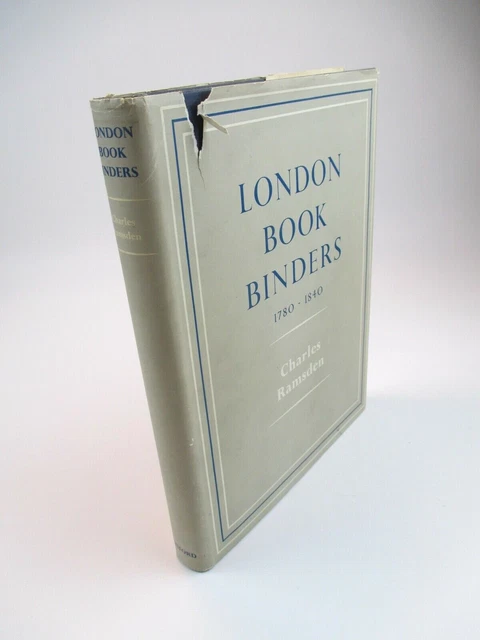 LONDON
BOOK
BINDERS
1780 - 1840
Charles
Ramsden
LONDON
BOOK
BINDERS
Charles
Ramsden